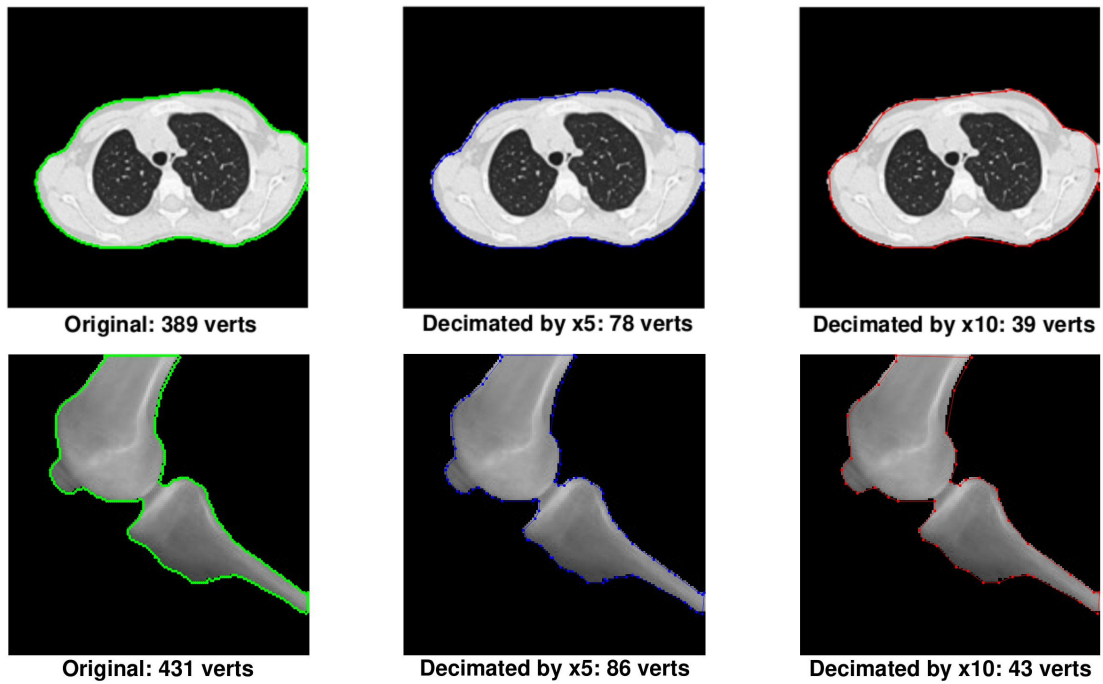 Original: 389 verts
Decimated by x5: 78 verts
Decimated by x10: 39 verts
Original: 431 verts
Decimated by x5: 86 verts
Decimated by x10: 43 verts